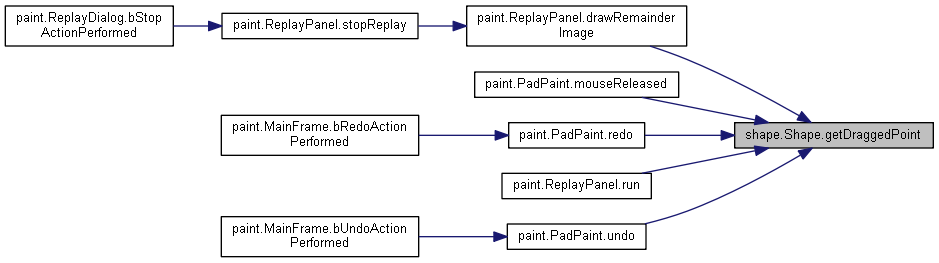 paint.ReplayDialog.bStop
ActionPerformed
paint.ReplayPanel.stopReplay
paint.ReplayPanel.drawRemainder
Image
paint.PadPaint.mouseReleased
paint.MainFrame.bRedoAction
Performed
paint.PadPaint.redo
shape.Shape.getDraggedPoint
paint.ReplayPanel.run
paint.MainFrame.bUndoAction
Performed
paint.PadPaint.undo